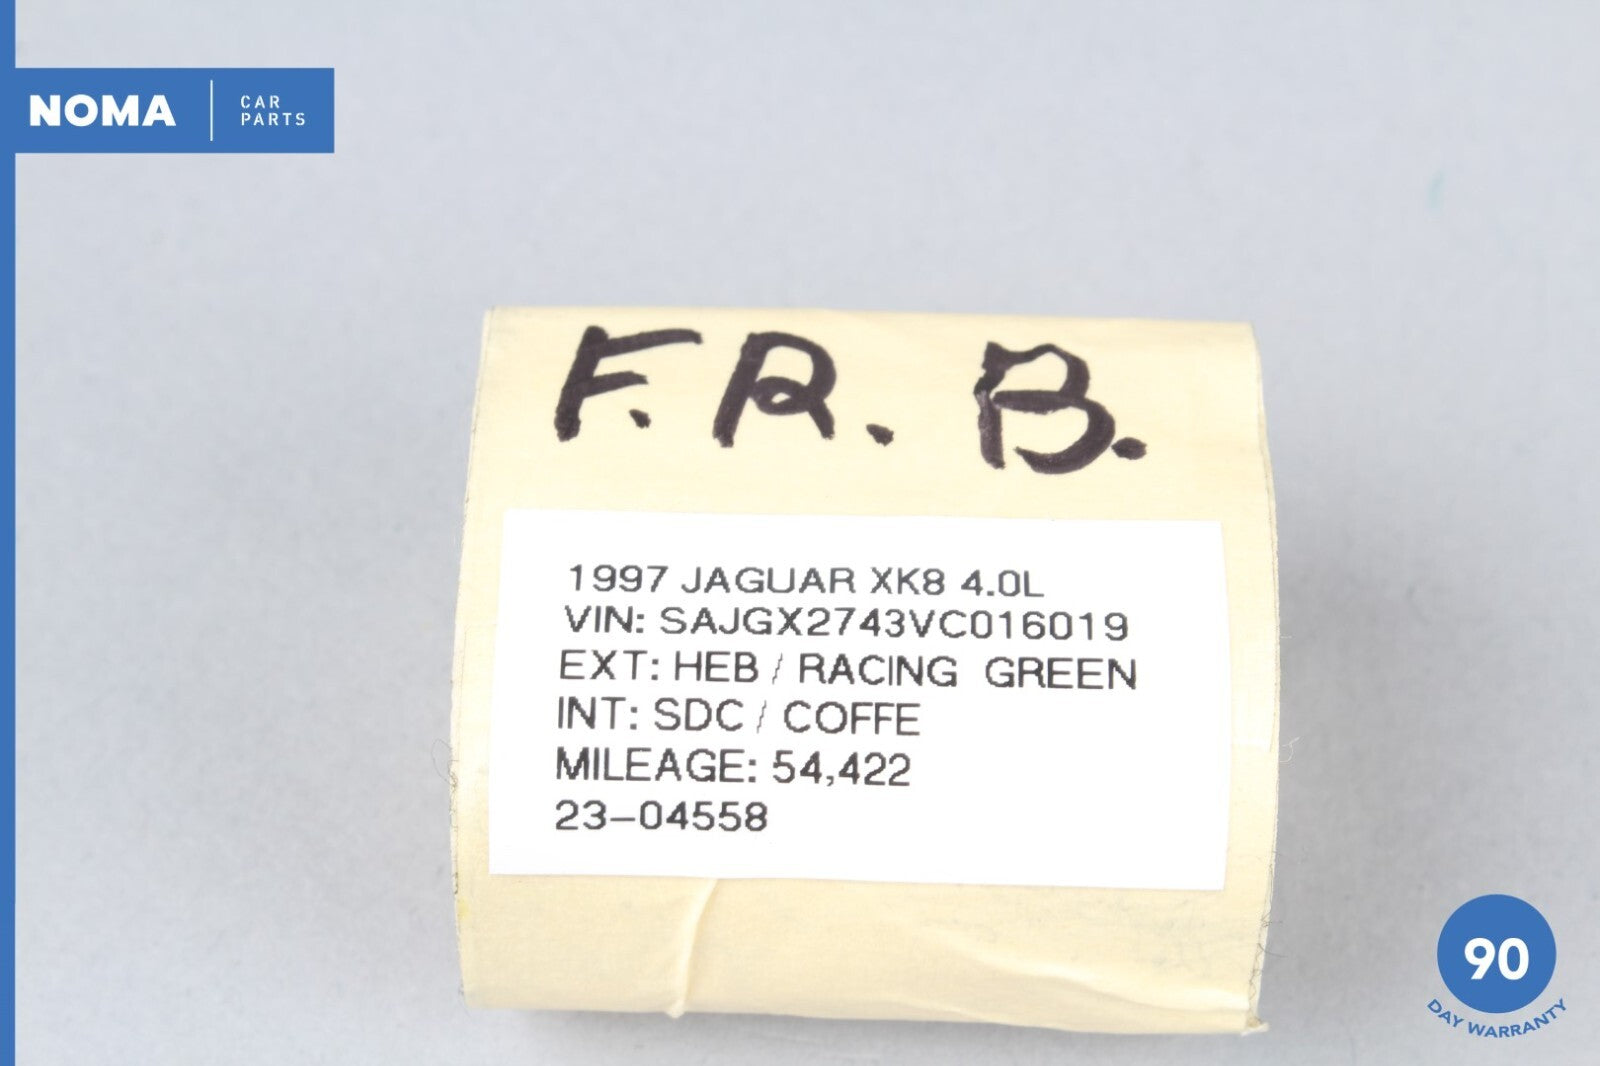 NOMA
CAR
PARTS
F.R. B.
1997 JAGUAR XK8 4.0L
VIN: SAJGX2743VC016019
EXT: HEB / RACING GREEN
INT: SDC / COFFE
MILEAGE: 54,422
23-04558
90
DAY WARRANTY